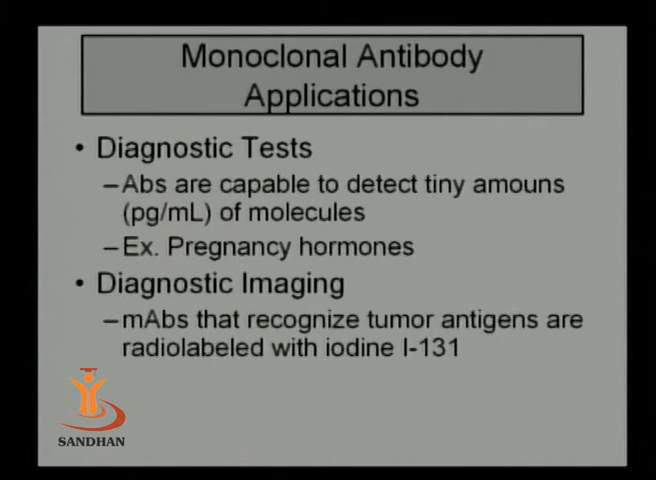 Monoclonal Antibody
Applications
• Diagnostic Tests
–Abs are capable to detect tiny amouns
(pg/mL) of molecules
–Ex. Pregnancy hormones
• Diagnostic Imaging
–mAbs that recognize tumor antigens are
radiolabeled with iodine I-131
SANDHAN